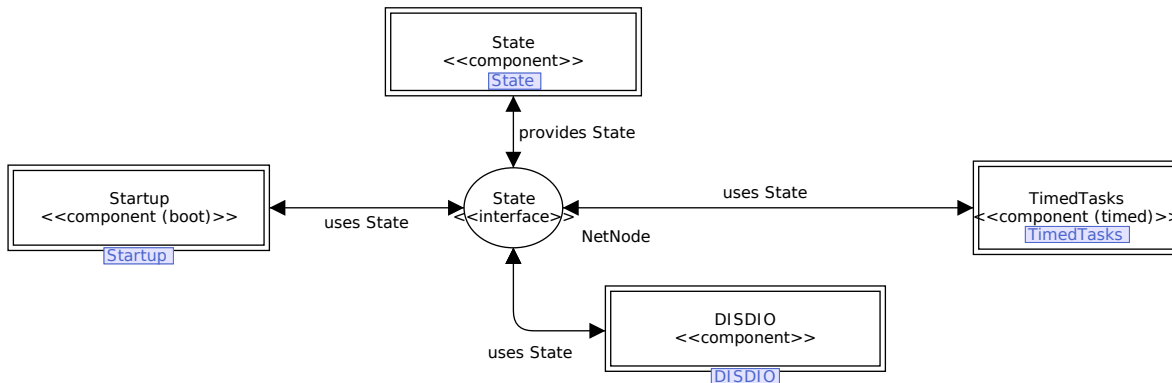 State
<<component>>
State
provides State
Startup
<<component (boot)>>
Startup
uses State
State
<<interface>>
NetNode
uses State
TimedTasks
<<component (timed)>>
TimedTasks
uses State
DISDIO
<<component>>
DISDIO